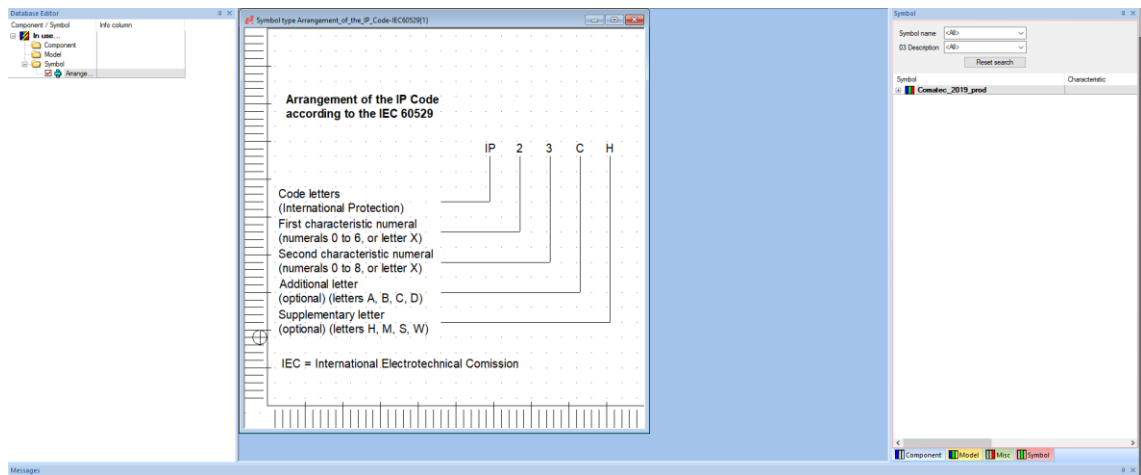 Database Editor
Component / Symbol Info column
In use...
Component
Model
Symbol
Arrange...
Symbol type Arrangement_of_the_IP_Code-IEC60529(1)
Arrangement of the IP Code
according to the IEC 60529
IP 2 3 C H
Code letters
(International Protection)
First characteristic numeral
(numerals 0 to 6, or letter X)
Second characteristic numeral
(numerals 0 to 8, or letter X)
Additional letter
(optional) (letters A, B, C, D)
Supplementary letter
(optional) (letters H, M, S, W)
IEC = International Electrotechnical Comission
Symbol
Symbol name <All>
03 Description <All>
Reset search
Symbol Characteristic
Comatec_2019_prod
Component Model Misc Symbol
Messages